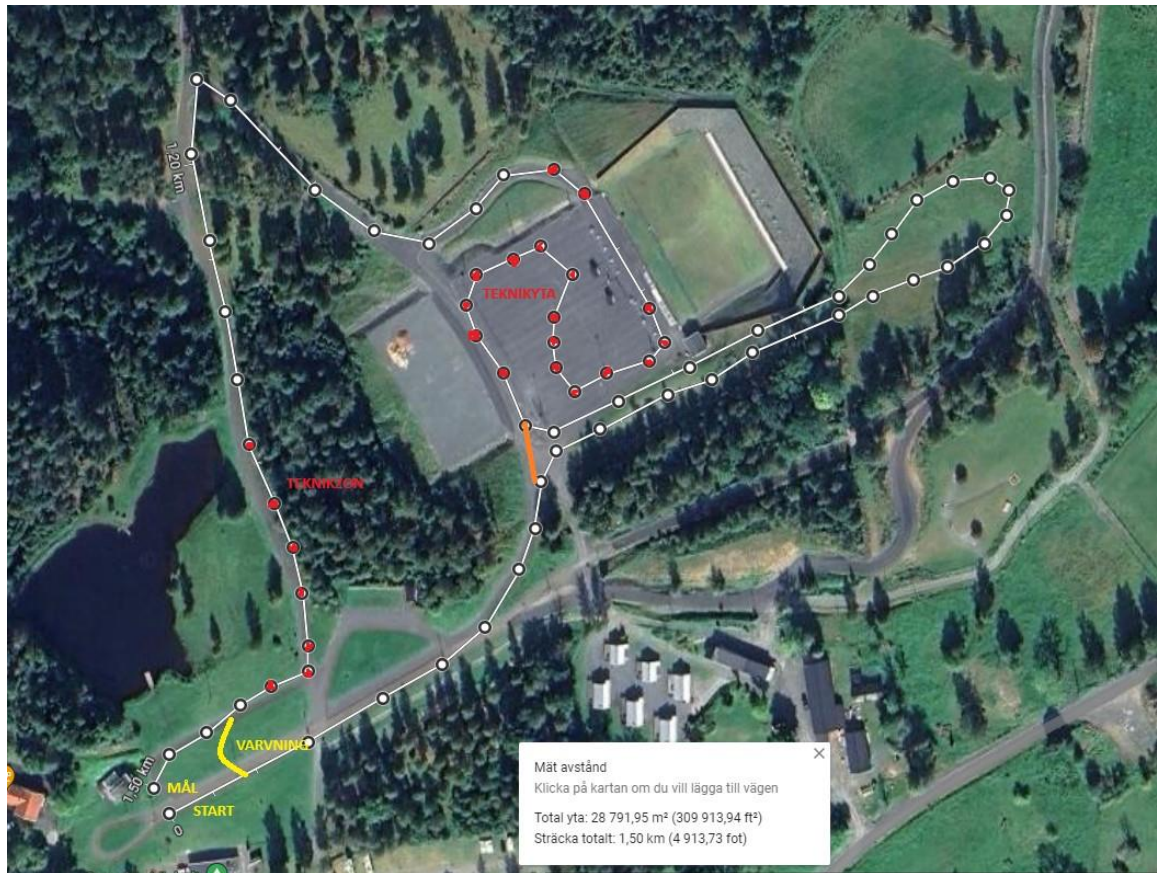 1,20 km
TEKNIKYTA
TEKNIKZON
VARVNING
1,50 km
MÅL
START
0
Mät avstånd
Klicka på kartan om du vill lägga till vägen
Total yta: 28 791,95 m² (309 913,94 ft²)
Sträcka totalt: 1,50 km (4 913,73 fot)